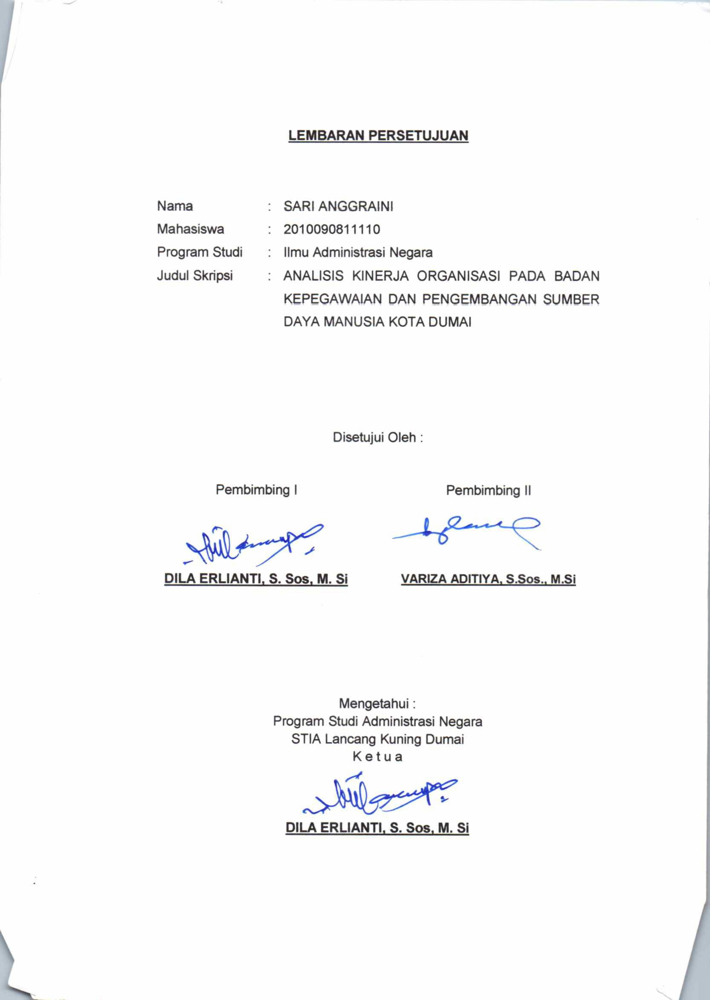 LEMBARAN PERSETUJUAN
Nama : SARI ANGGRAINI
Mahasiswa : 2010090811110
Program Studi : Ilmu Administrasi Negara
Judul Skripsi : ANALISIS KINERJA ORGANISASI PADA BADAN
KEPEGAWAIAN DAN PENGEMBANGAN SUMBER
DAYA MANUSIA KOTA DUMAI
Disetujui Oleh :
Pembimbing I Pembimbing II
DILA ERLIANTI, S. Sos, M. Si VARIZA ADITIYA, S.Sos., M.Si
Mengetahui :
Program Studi Administrasi Negara
STIA Lancang Kuning Dumai
Ketua
DILA ERLIANTI, S. Sos, M. Si